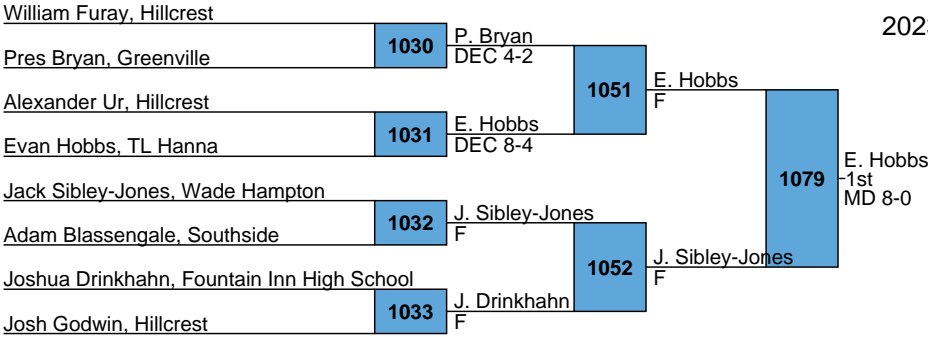 William Furay, Hillcrest
2023
1030
P. Bryan
DEC 4-2
Pres Bryan, Greenville
1051
E. Hobbs
F
Alexander Ur, Hillcrest
1031
E. Hobbs
DEC 8-4
Evan Hobbs, TL Hanna
1079
E. Hobbs
1st
MD 8-0
Jack Sibley-Jones, Wade Hampton
1032
J. Sibley-Jones
F
Adam Blassengale, Southside
1052
J. Sibley-Jones
F
Joshua Drinkhahn, Fountain Inn High School
1033
J. Drinkhahn
F
Josh Godwin, Hillcrest